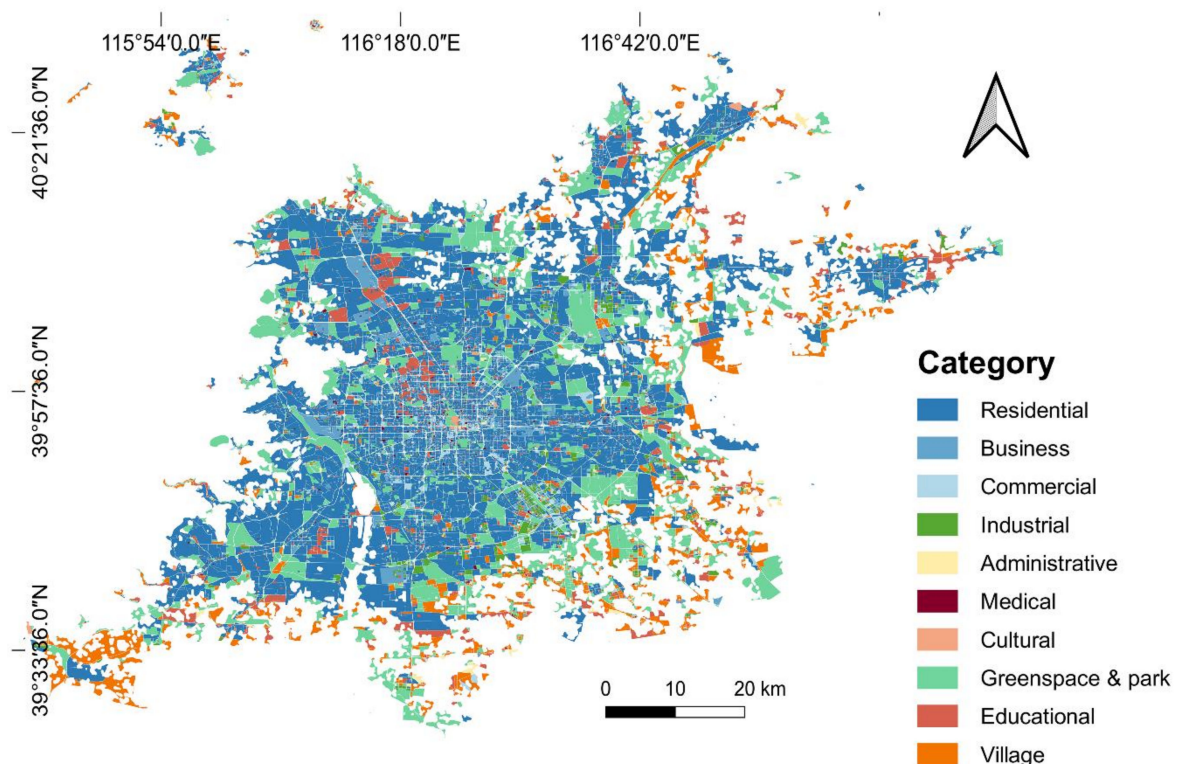 115°54′0.0″E
116°18′0.0″E
116°42′0.0″E
40°21′36.0″N
39°57′36.0″N
39°33′36.0″N
Category
Residential
Business
Commercial
Industrial
Administrative
Medical
Cultural
Greenspace & park
Educational
Village
0 10 20 km